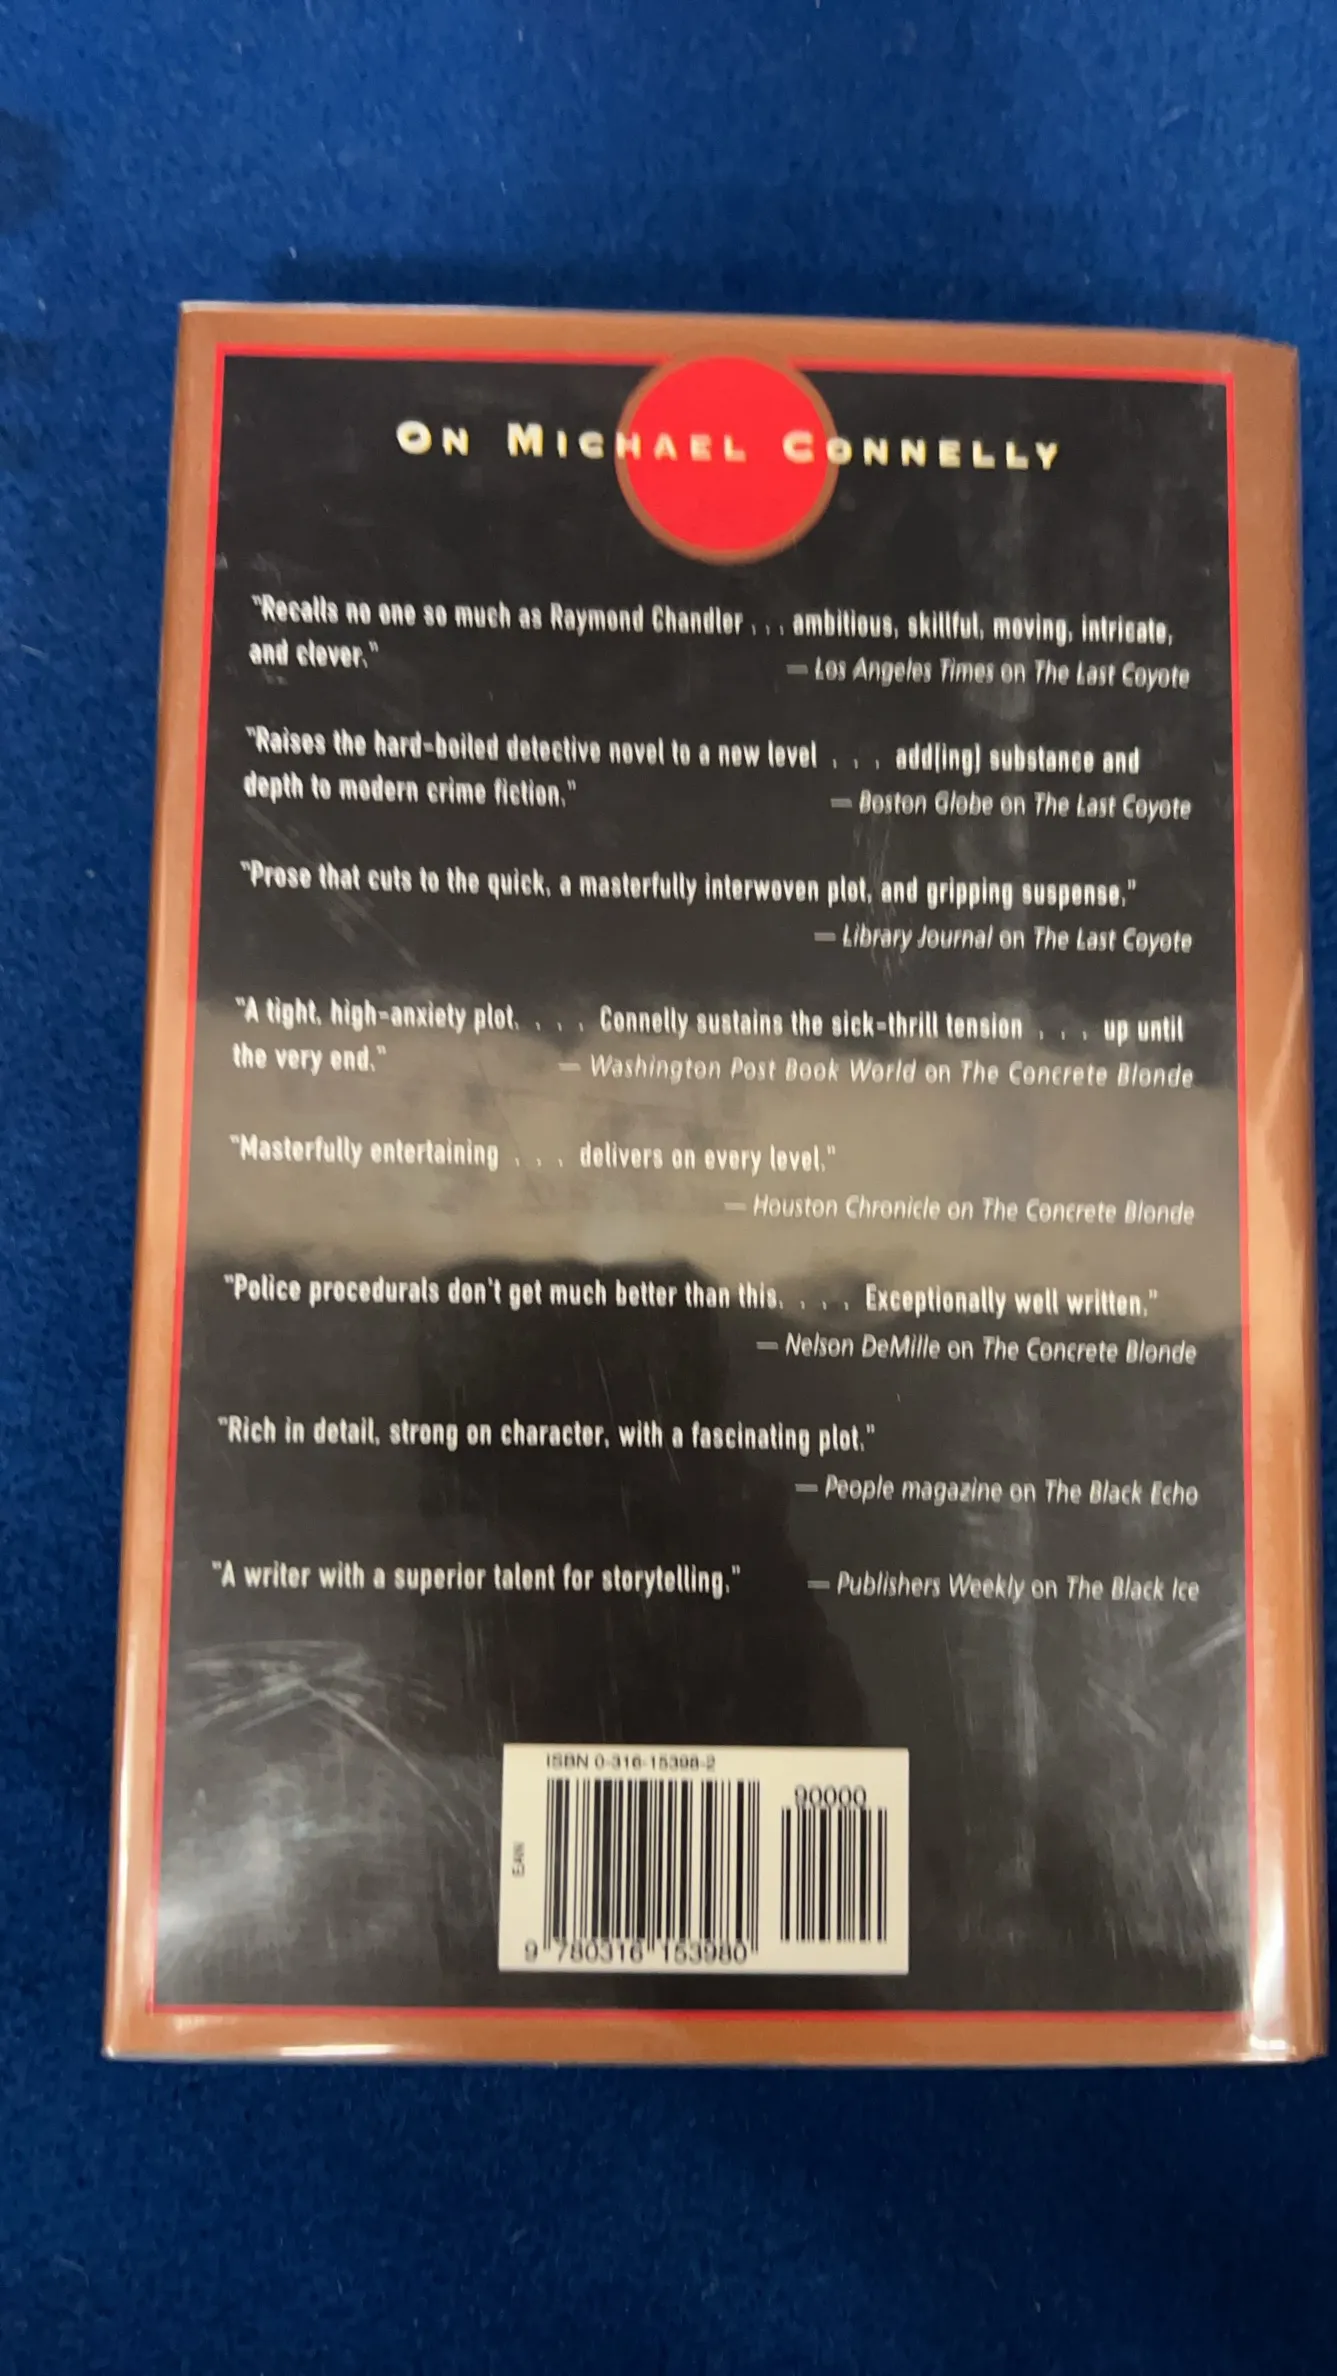 ON MICHAEL CONNELLY
"Recalls no one so much as Raymond Chandler . . . ambitious, skillful, moving, intricate,
and clever."
— Los Angeles Times on The Last Coyote
"Raises the hard-boiled detective novel to a new level . . . add[ing] substance and
depth to modern crime fiction."
— Boston Globe on The Last Coyote
"Prose that cuts to the quick, a masterfully interwoven plot, and gripping suspense."
— Library Journal on The Last Coyote
"A tight, high-anxiety plot. . . . Connelly sustains the sick-thrill tension . . . up until
the very end."
— Washington Post Book World on The Concrete Blonde
"Masterfully entertaining . . . delivers on every level."
— Houston Chronicle on The Concrete Blonde
"Police procedurals don't get much better than this. . . . Exceptionally well written."
— Nelson DeMille on The Concrete Blonde
"Rich in detail, strong on character, with a fascinating plot."
— People magazine on The Black Echo
"A writer with a superior talent for storytelling."
— Publishers Weekly on The Black Ice
ISBN 0-316-15398-2
90000
EAN
9 780316 153980